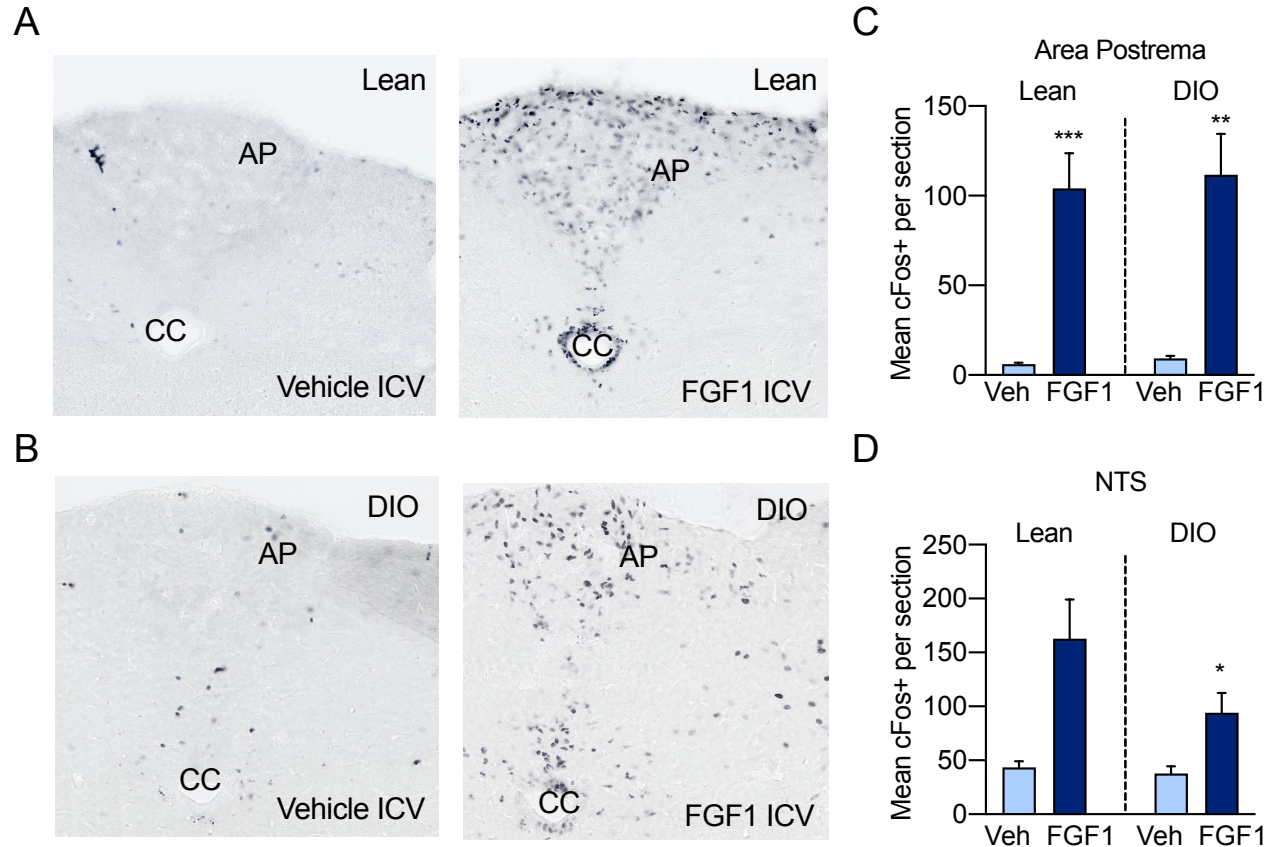 A
Lean
AP
CC
Vehicle ICV
Lean
AP
CC
FGF1 ICV
B
DIO
AP
CC
Vehicle ICV
DIO
AP
CC
FGF1 ICV
C
Area Postrema
Lean DIO
Mean cFos+ per section
150
100
50
0
*** **
Veh FGF1 Veh FGF1
D
NTS
Lean DIO
Mean cFos+ per section
250
200
150
100
50
0
*
Veh FGF1 Veh FGF1